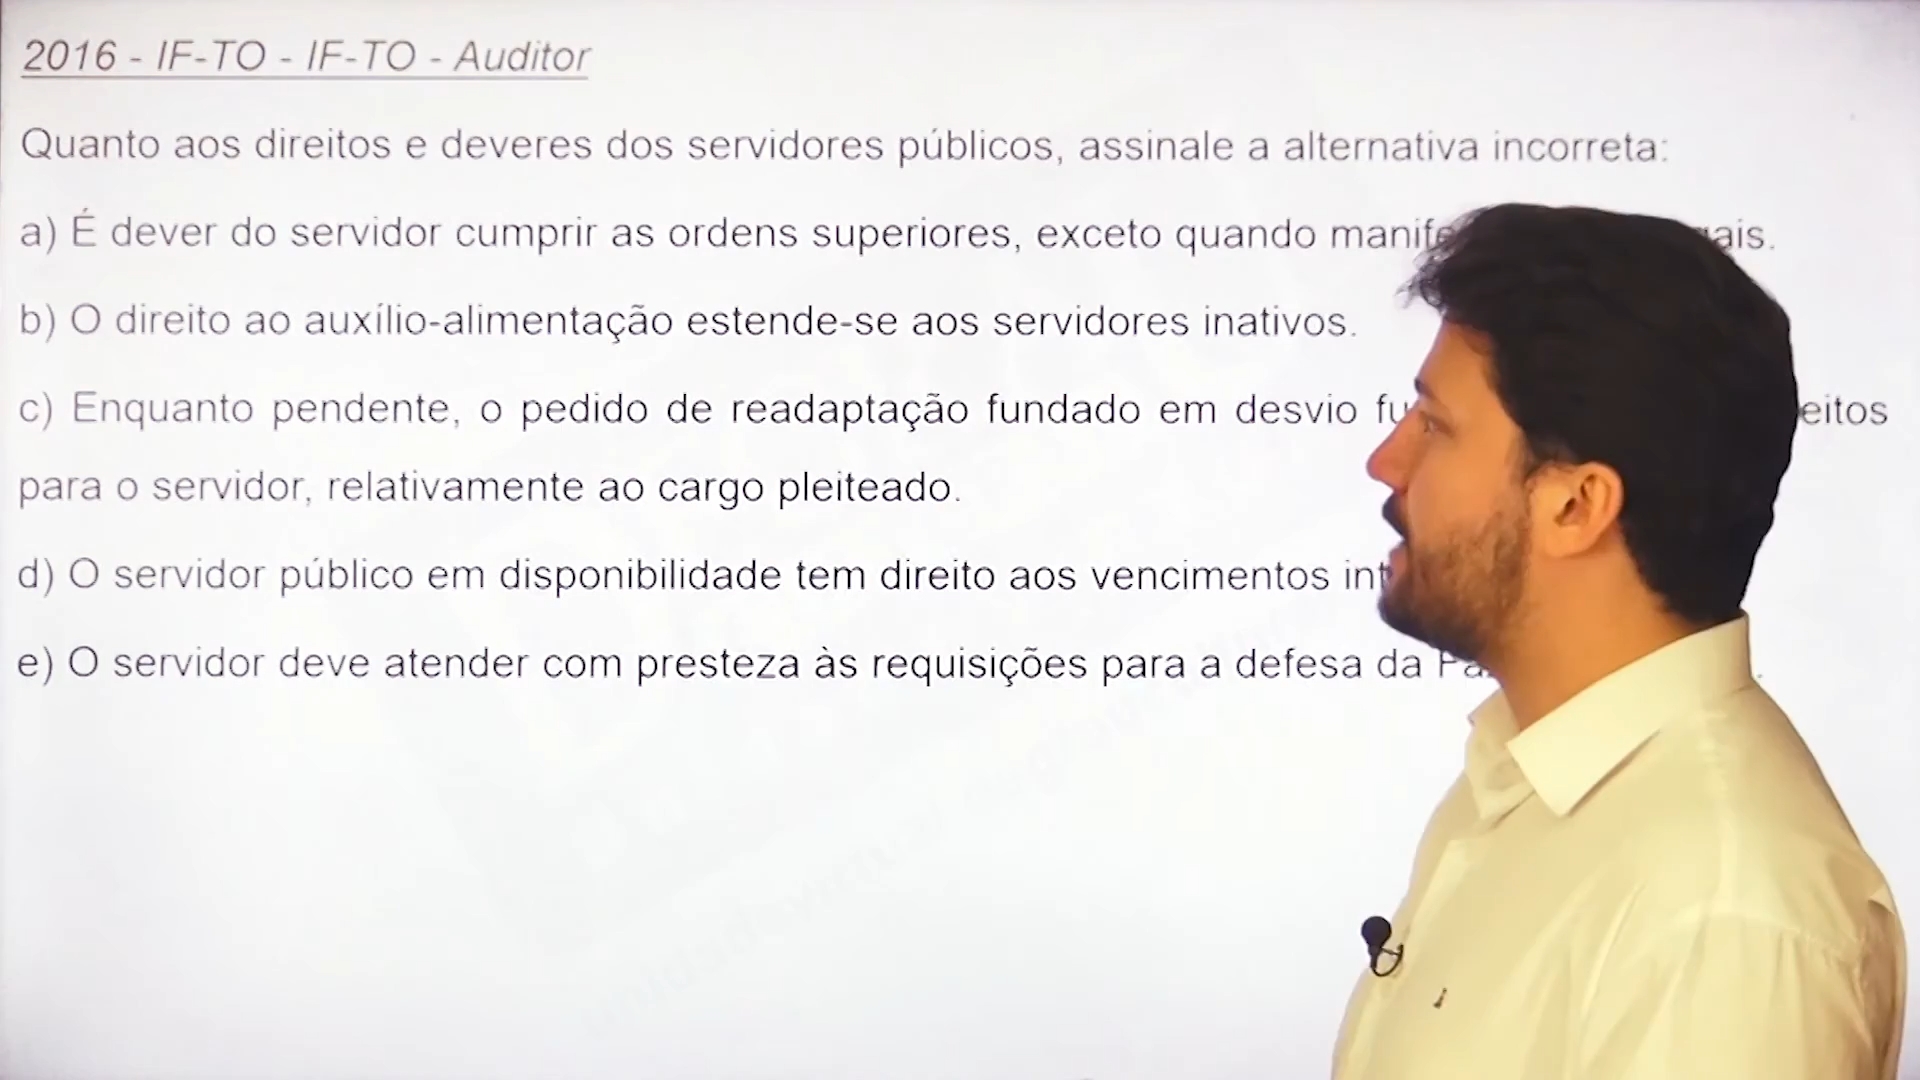 2016 - IF-TO - IF-TO - Auditor
Quanto aos direitos e deveres dos servidores públicos, assinale a alternativa incorreta:
a) É dever do servidor cumprir as ordens superiores, exceto quando
b) O direito ao auxílio-alimentação estende-se aos servidores inativos.
c) Enquanto pendente, o pedido de readaptação fundado em desvio
para o servidor, relativamente ao cargo pleiteado.
d) O servidor público em disponibilidade tem direito aos vencimentos
e) O servidor deve atender com presteza às requisições para a defesa da